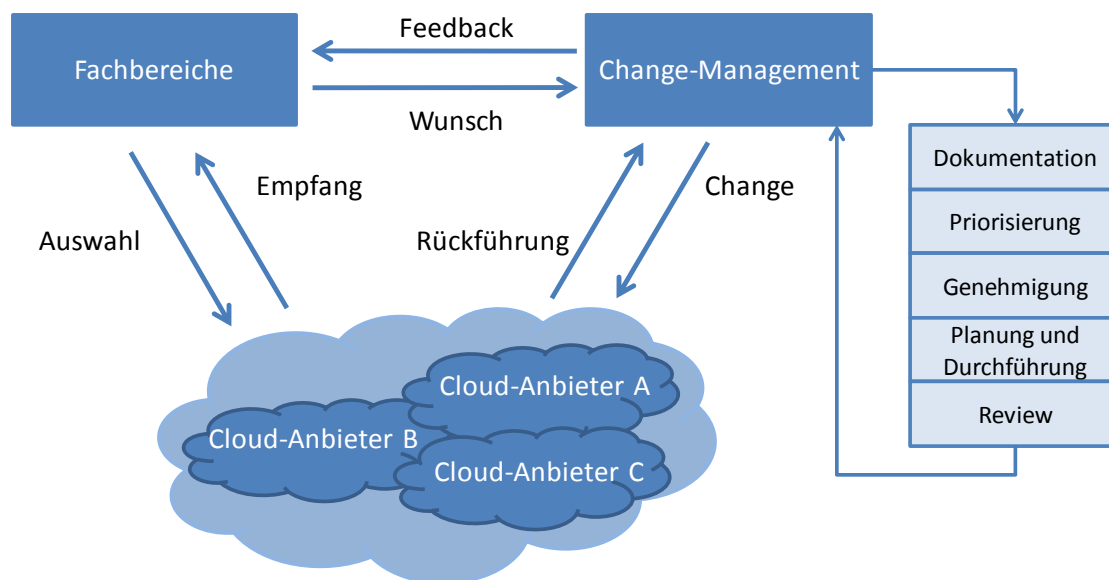 Feedback
Fachbereiche
Change-Management
Wunsch
Dokumentation
Empfang
Change
Auswahl
Rückführung
Priorisierung
Genehmigung
Planung und
Durchführung
Review
Cloud-Anbieter A
Cloud-Anbieter B
Cloud-Anbieter C